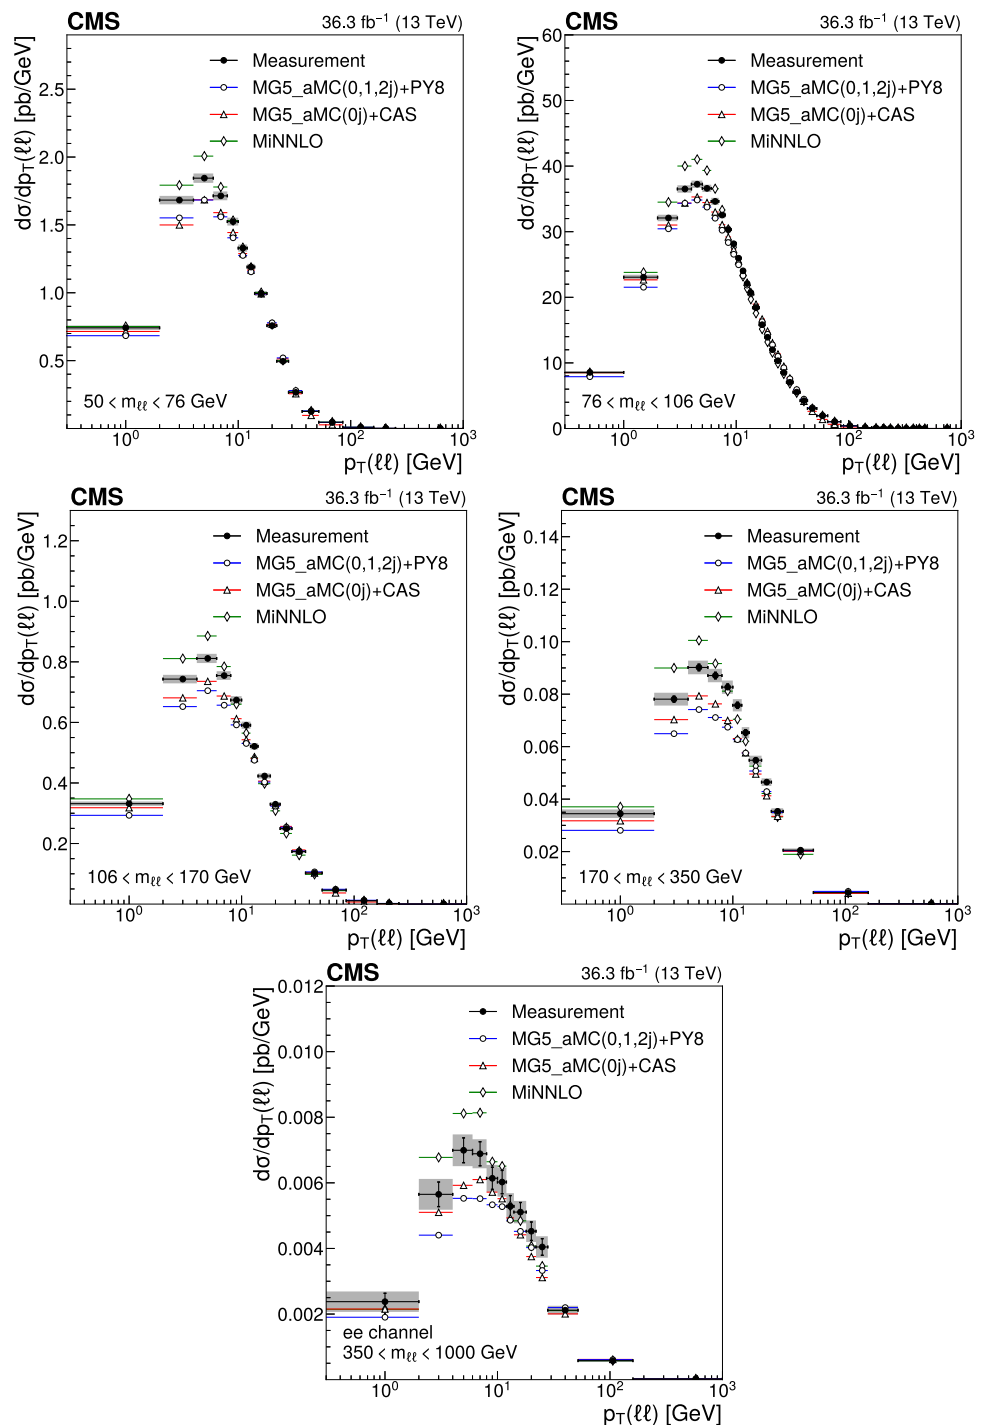 CMS 36.3 fb⁻¹ (13 TeV)
dσ/dp_T(ℓℓ) [pb/GeV]
2.5
2.0
1.5
1.0
0.5
Measurement
MG5_aMC(0,1,2j)+PY8
MG5_aMC(0j)+CAS
MiNNLO
50 < m_ℓℓ < 76 GeV
10⁰ 10¹ 10² 10³
p_T(ℓℓ) [GeV]
CMS 36.3 fb⁻¹ (13 TeV)
dσ/dp_T(ℓℓ) [pb/GeV]
60
50
40
30
20
10
0
Measurement
MG5_aMC(0,1,2j)+PY8
MG5_aMC(0j)+CAS
MiNNLO
76 < m_ℓℓ < 106 GeV
10⁰ 10¹ 10² 10³
p_T(ℓℓ) [GeV]
CMS 36.3 fb⁻¹ (13 TeV)
dσ/dp_T(ℓℓ) [pb/GeV]
1.2
1.0
0.8
0.6
0.4
0.2
Measurement
MG5_aMC(0,1,2j)+PY8
MG5_aMC(0j)+CAS
MiNNLO
106 < m_ℓℓ < 170 GeV
10⁰ 10¹ 10² 10³
p_T(ℓℓ) [GeV]
CMS 36.3 fb⁻¹ (13 TeV)
dσ/dp_T(ℓℓ) [pb/GeV]
0.14
0.12
0.10
0.08
0.06
0.04
0.02
Measurement
MG5_aMC(0,1,2j)+PY8
MG5_aMC(0j)+CAS
MiNNLO
170 < m_ℓℓ < 350 GeV
10⁰ 10¹ 10² 10³
p_T(ℓℓ) [GeV]
CMS 36.3 fb⁻¹ (13 TeV)
dσ/dp_T(ℓℓ) [pb/GeV]
0.012
0.010
0.008
0.006
0.004
0.002
Measurement
MG5_aMC(0,1,2j)+PY8
MG5_aMC(0j)+CAS
MiNNLO
ee channel
350 < m_ℓℓ < 1000 GeV
10⁰ 10¹ 10² 10³
p_T(ℓℓ) [GeV]